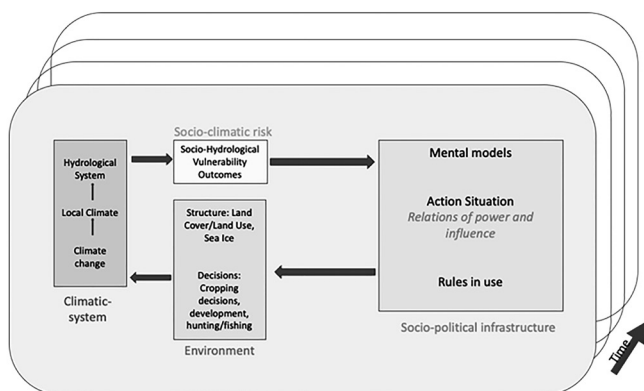 Socio-climatic risk
Hydrological
System
Local Climate
Climate
change
Climatic-
system
Socio-Hydrological
Vulnerability
Outcomes
Structure: Land
Cover/Land Use,
Sea Ice
Decisions:
Cropping
decisions,
development,
hunting/fishing
Environment
Mental models
Action Situation
Relations of power and
influence
Rules in use
Socio-political infrastructure
Time